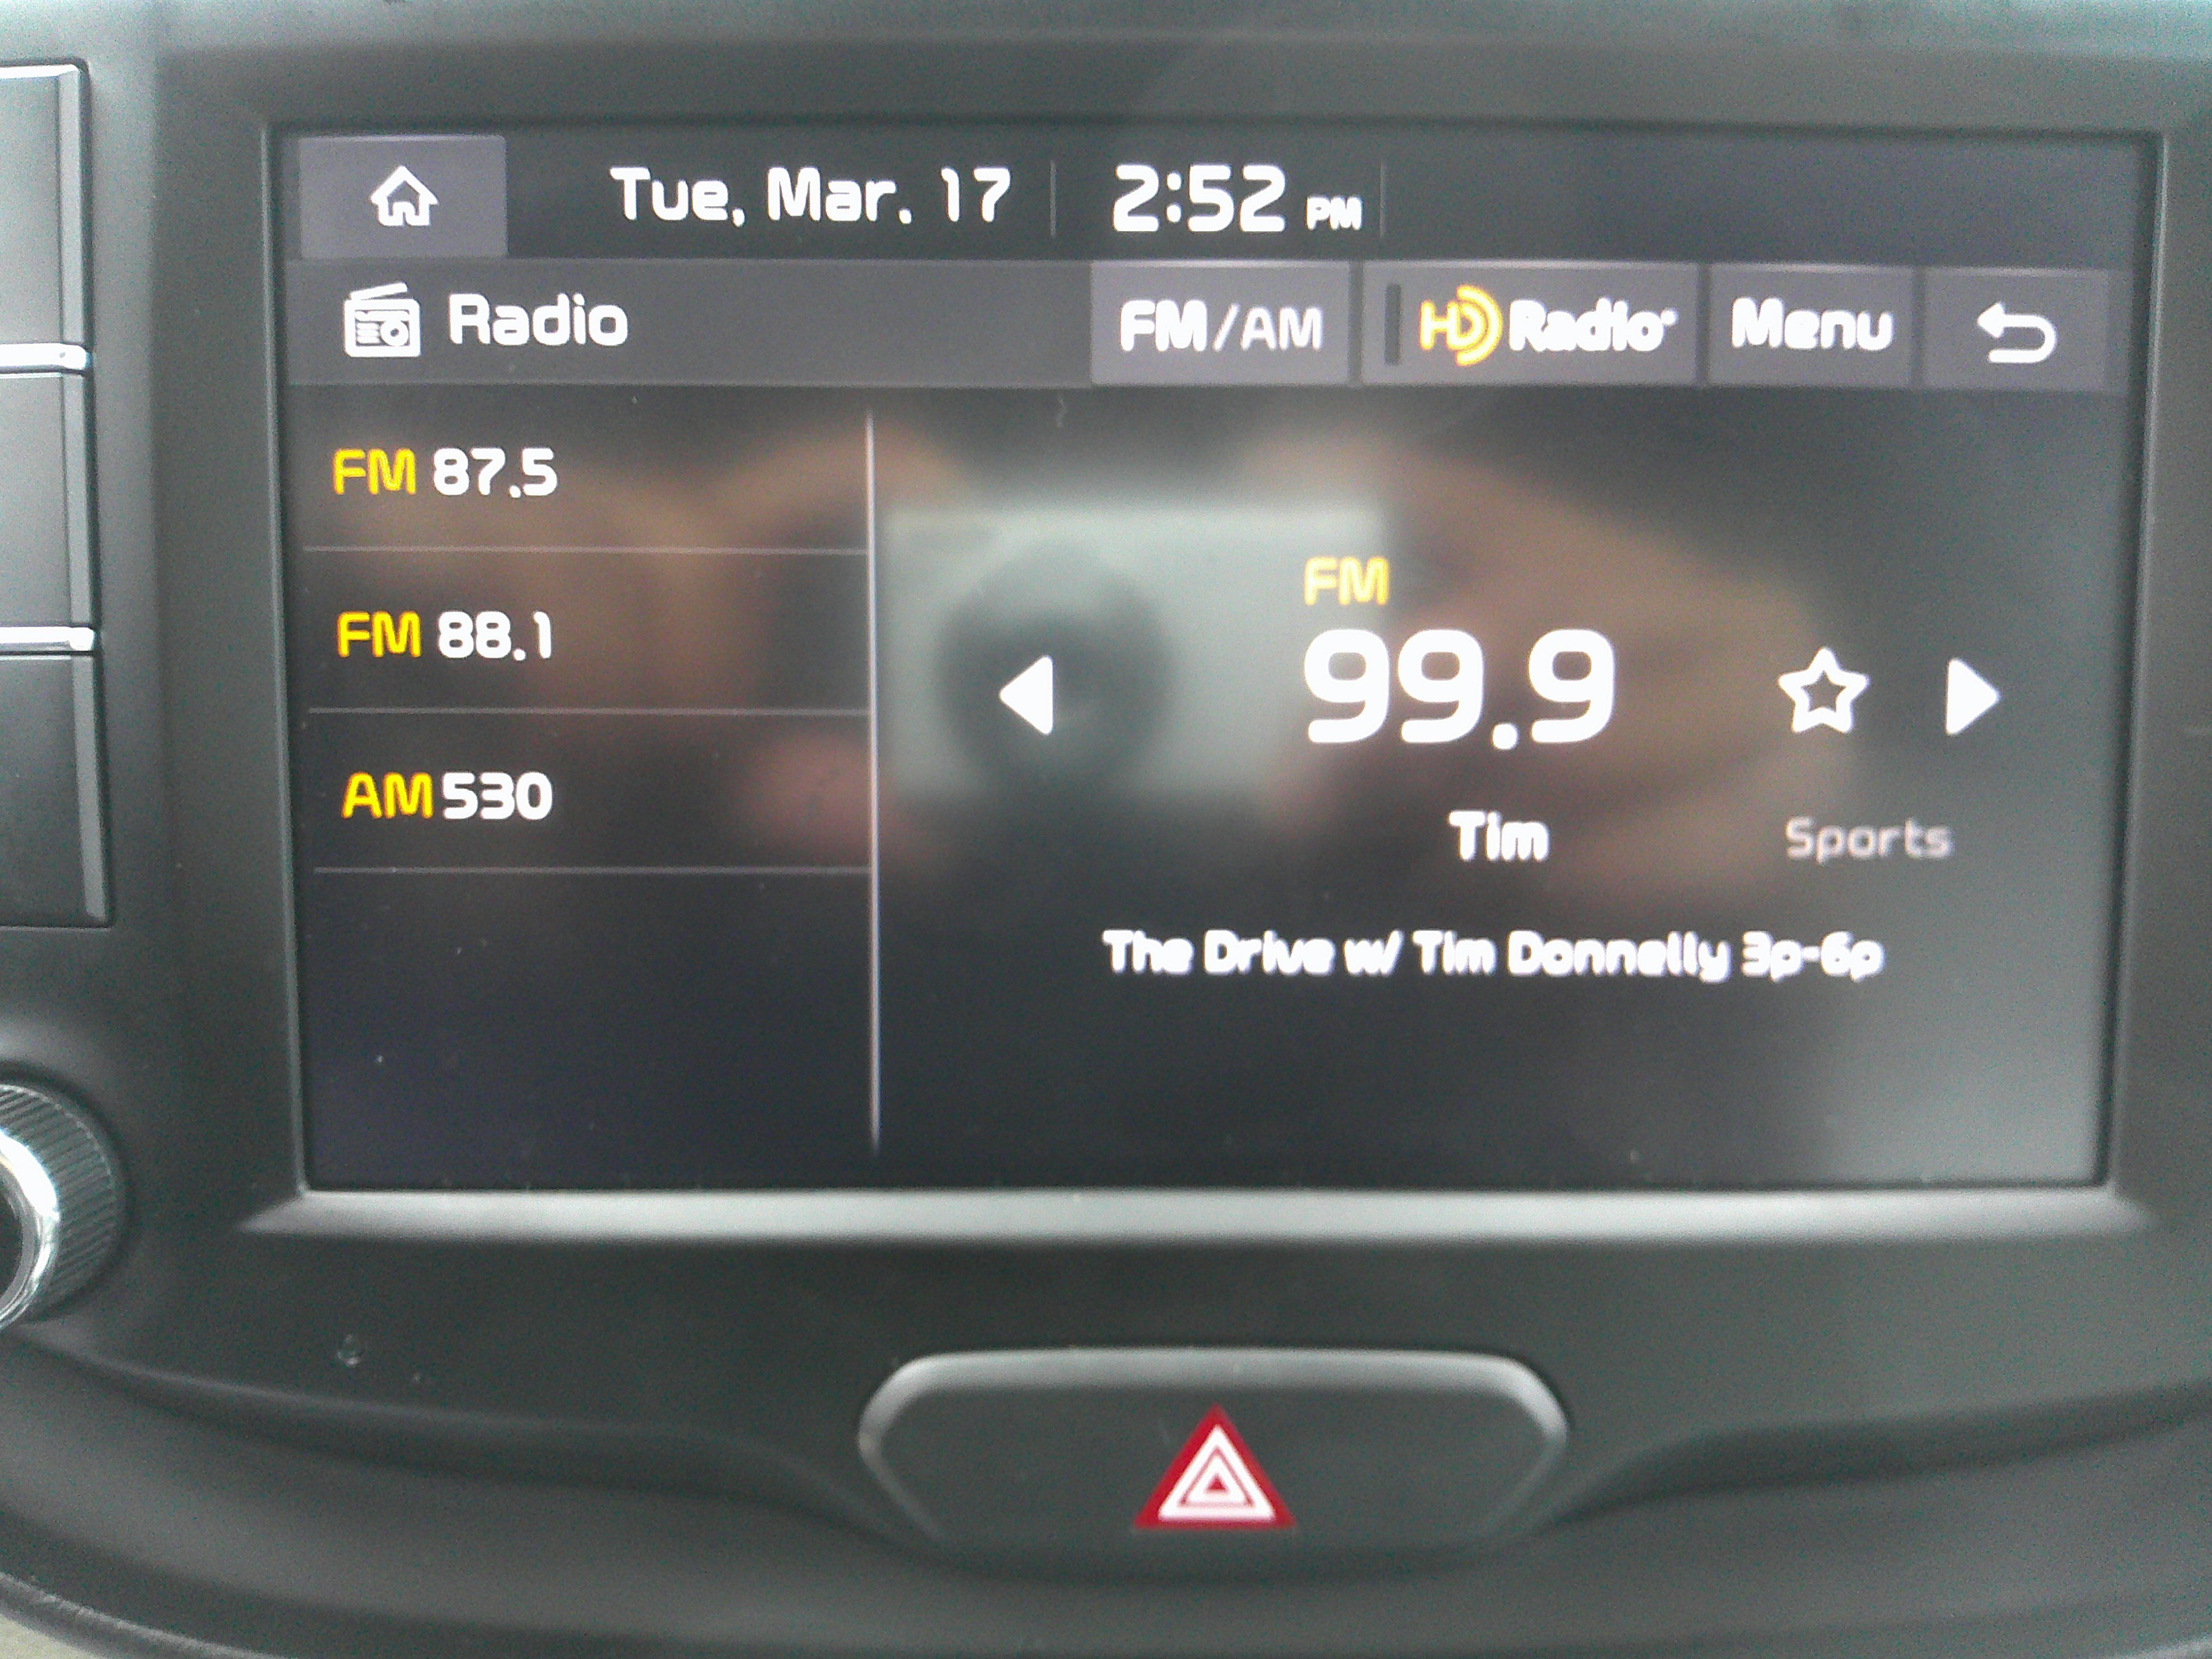 Tue, Mar. 17 2:52 PM
Radio FM/AM HD Radio Menu
FM 87.5
FM 88.1
AM 530
FM
99.9
Tim Sports
The Drive w/ Tim Donnelly 3p-6p